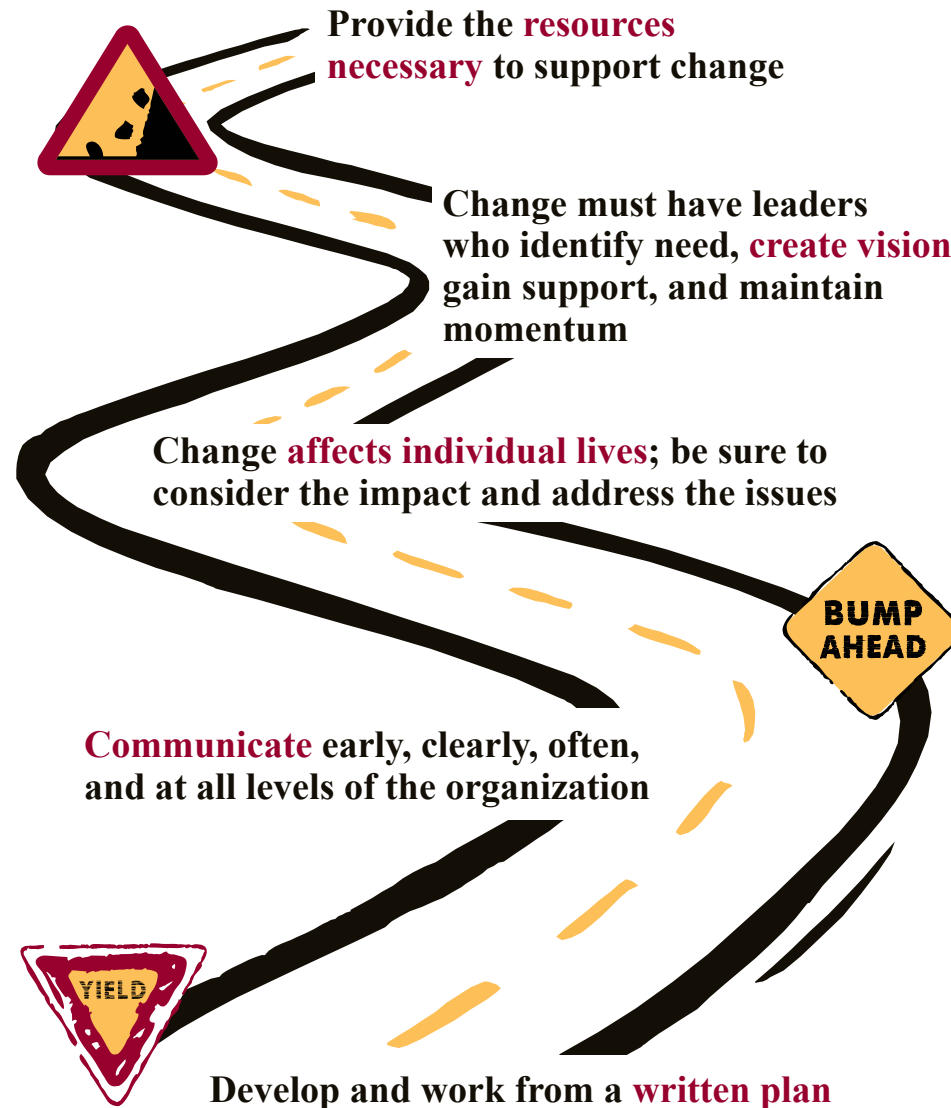 Provide the resources
necessary to support change
Change must have leaders
who identify need, create vision
gain support, and maintain
momentum
Change affects individual lives; be sure to
consider the impact and address the issues
BUMP
AHEAD
Communicate early, clearly, often,
and at all levels of the organization
YIELD
Develop and work from a written plan